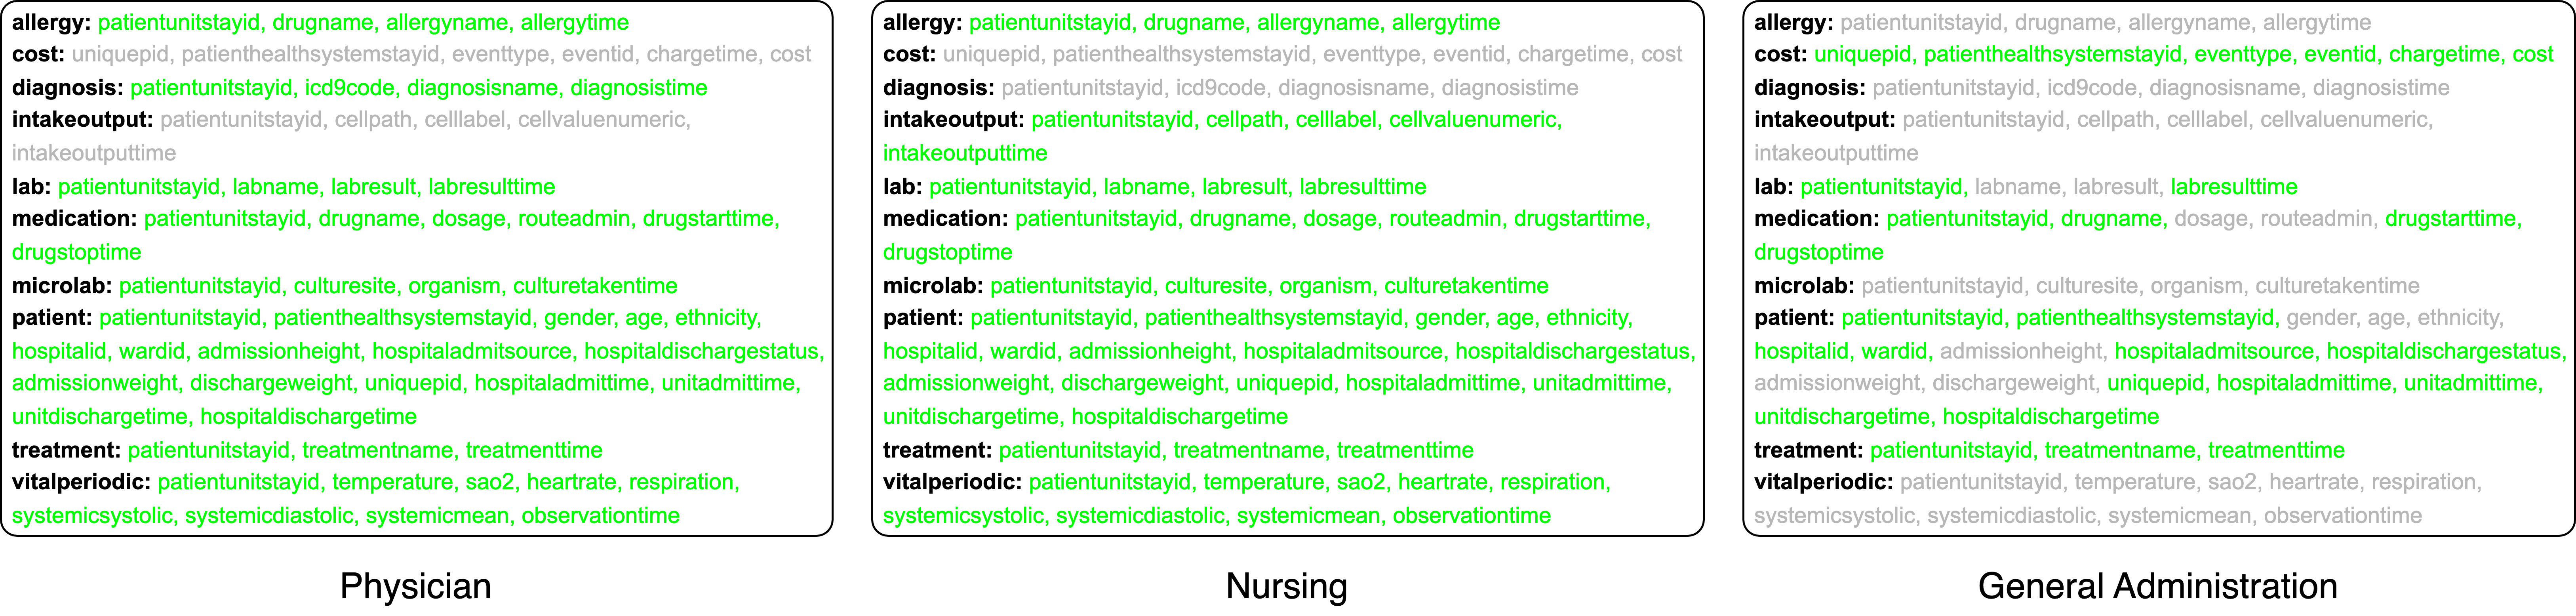 allergy: patientunitstayid, drugname, allergyname, allergytime
cost: uniquepid, patienthealthsystemstayid, eventtype, eventid, chargetime, cost
diagnosis: patientunitstayid, icd9code, diagnosisname, diagnosistime
intakeoutput: patientunitstayid, cellpath, celllabel, cellvaluenumeric,
intakeoutputtime
lab: patientunitstayid, labname, labresult, labresulttime
medication: patientunitstayid, drugname, dosage, routeadmin, drugstarttime,
drugstoptime
microlab: patientunitstayid, culturesite, organism, culturetakentime
patient: patientunitstayid, patienthealthsystemstayid, gender, age, ethnicity,
hospitalid, wardid, admissionheight, hospitaladmitsource, hospitaldischargestatus,
admissionweight, dischargeweight, uniquepid, hospitaladmittime, unitadmittime,
unitdischargetime, hospitaldischargetime
treatment: patientunitstayid, treatmentname, treatmenttime
vitalperiodic: patientunitstayid, temperature, sao2, heartrate, respiration,
systemicsystolic, systemicdiastolic, systemicmean, observationtime
Physician
allergy: patientunitstayid, drugname, allergyname, allergytime
cost: uniquepid, patienthealthsystemstayid, eventtype, eventid, chargetime, cost
diagnosis: patientunitstayid, icd9code, diagnosisname, diagnosistime
intakeoutput: patientunitstayid, cellpath, celllabel, cellvaluenumeric,
intakeoutputtime
lab: patientunitstayid, labname, labresult, labresulttime
medication: patientunitstayid, drugname, dosage, routeadmin, drugstarttime,
drugstoptime
microlab: patientunitstayid, culturesite, organism, culturetakentime
patient: patientunitstayid, patienthealthsystemstayid, gender, age, ethnicity,
hospitalid, wardid, admissionheight, hospitaladmitsource, hospitaldischargestatus,
admissionweight, dischargeweight, uniquepid, hospitaladmittime, unitadmittime,
unitdischargetime, hospitaldischargetime
treatment: patientunitstayid, treatmentname, treatmenttime
vitalperiodic: patientunitstayid, temperature, sao2, heartrate, respiration,
systemicsystolic, systemicdiastolic, systemicmean, observationtime
Nursing
allergy: patientunitstayid, drugname, allergyname, allergytime
cost: uniquepid, patienthealthsystemstayid, eventtype, eventid, chargetime, cost
diagnosis: patientunitstayid, icd9code, diagnosisname, diagnosistime
intakeoutput: patientunitstayid, cellpath, celllabel, cellvaluenumeric,
intakeoutputtime
lab: patientunitstayid, labname, labresult, labresulttime
medication: patientunitstayid, drugname, dosage, routeadmin, drugstarttime,
drugstoptime
microlab: patientunitstayid, culturesite, organism, culturetakentime
patient: patientunitstayid, patienthealthsystemstayid, gender, age, ethnicity,
hospitalid, wardid, admissionheight, hospitaladmitsource, hospitaldischargestatus,
admissionweight, dischargeweight, uniquepid, hospitaladmittime, unitadmittime,
unitdischargetime, hospitaldischargetime
treatment: patientunitstayid, treatmentname, treatmenttime
vitalperiodic: patientunitstayid, temperature, sao2, heartrate, respiration,
systemicsystolic, systemicdiastolic, systemicmean, observationtime
General Administration